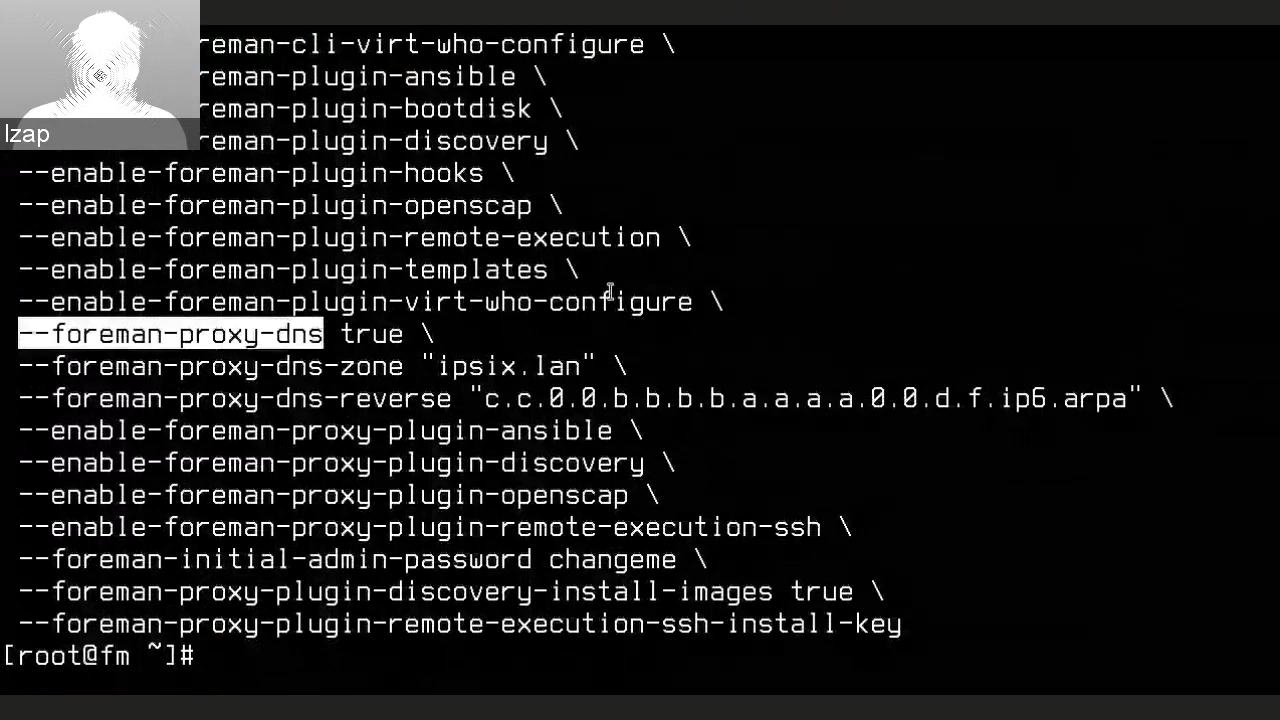 reman-cli-virt-who-configure \
reman-plugin-ansible \
reman-plugin-bootdisk \
lzap
reman-plugin-discovery \
--enable-foreman-plugin-hooks \
--enable-foreman-plugin-openscap \
--enable-foreman-plugin-remote-execution \
--enable-foreman-plugin-templates \
--enable-foreman-plugin-virt-who-configure \
--foreman-proxy-dns true \
--foreman-proxy-dns-zone "ipsix.lan" \
--foreman-proxy-dns-reverse "c.c.0.0.b.b.b.b.a.a.a.a.0.0.d.f.ip6.arpa" \
--enable-foreman-proxy-plugin-ansible \
--enable-foreman-proxy-plugin-discovery \
--enable-foreman-proxy-plugin-openscap \
--enable-foreman-proxy-plugin-remote-execution-ssh \
--foreman-initial-admin-password changeme \
--foreman-proxy-plugin-discovery-install-images true \
--foreman-proxy-plugin-remote-execution-ssh-install-key
[root@fm ~]#